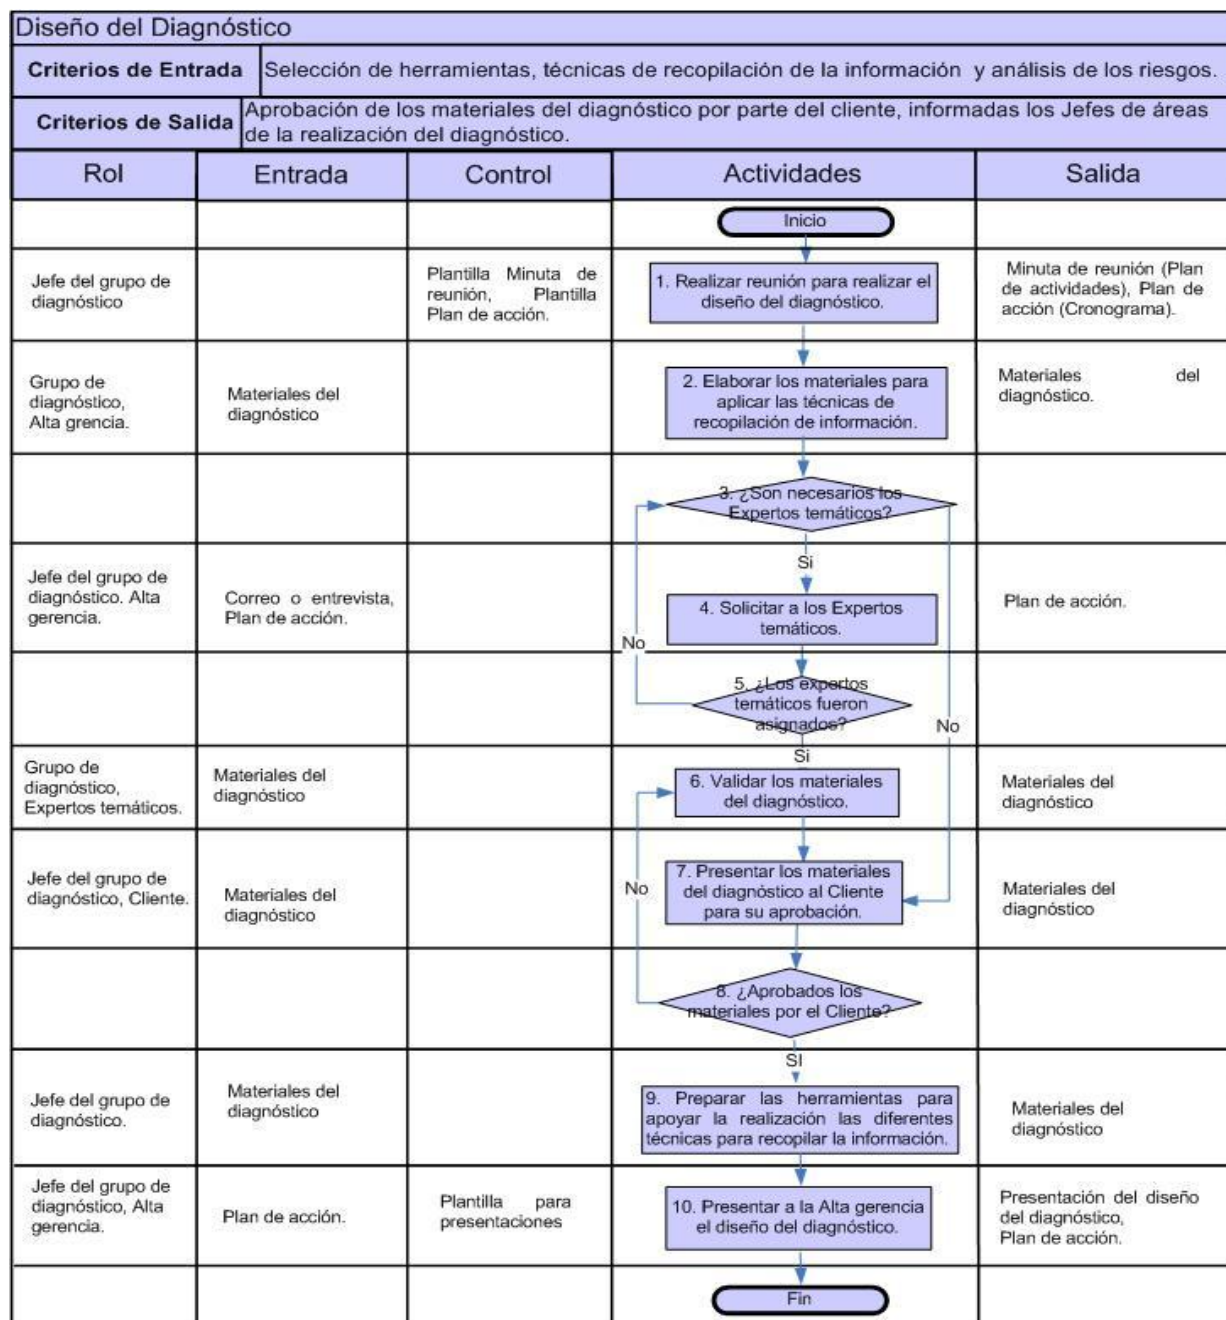 Diseño del Diagnóstico
Criterios de Entrada
Selección de herramientas, técnicas de recopilación de la información y análisis de los riesgos.
Criterios de Salida
Aprobación de los materiales del diagnóstico por parte del cliente, informadas los Jefes de áreas
de la realización del diagnóstico.
Rol
Entrada
Control
Actividades
Salida
Inicio
Jefe del grupo de
diagnóstico
Plantilla Minuta de
reunión, Plantilla
Plan de acción.
1. Realizar reunión para realizar el
diseño del diagnóstico.
Minuta de reunión (Plan
de actividades), Plan de
acción (Cronograma).
Grupo de
diagnóstico,
Alta grencia.
Materiales del
diagnóstico
2. Elaborar los materiales para
aplicar las técnicas de
recopilación de información.
Materiales del
diagnóstico.
3. ¿Son necesarios los
Expertos temáticos?
Si
Jefe del grupo de
diagnóstico. Alta
gerencia.
Correo o entrevista,
Plan de acción.
4. Solicitar a los Expertos
temáticos.
Plan de acción.
No
5. ¿Los expertos
temáticos fueron
asignados?
No
Si
Grupo de
diagnóstico,
Expertos temáticos.
Materiales del
diagnóstico
6. Validar los materiales
del diagnóstico.
Materiales del
diagnóstico
Jefe del grupo de
diagnóstico, Cliente.
Materiales del
diagnóstico
No
7. Presentar los materiales
del diagnóstico al Cliente
para su aprobación.
Materiales del
diagnóstico
8. ¿Aprobados los
materiales por el Cliente?
SI
Jefe del grupo de
diagnóstico.
Materiales del
diagnóstico
9. Preparar las herramientas para
apoyar la realización las diferentes
técnicas para recopilar la información.
Materiales del
diagnóstico
Jefe del grupo de
diagnóstico, Alta
gerencia.
Plan de acción.
Plantilla para
presentaciones
10. Presentar a la Alta gerencia
el diseño del diagnóstico.
Presentación del diseño
del diagnóstico,
Plan de acción.
Fin